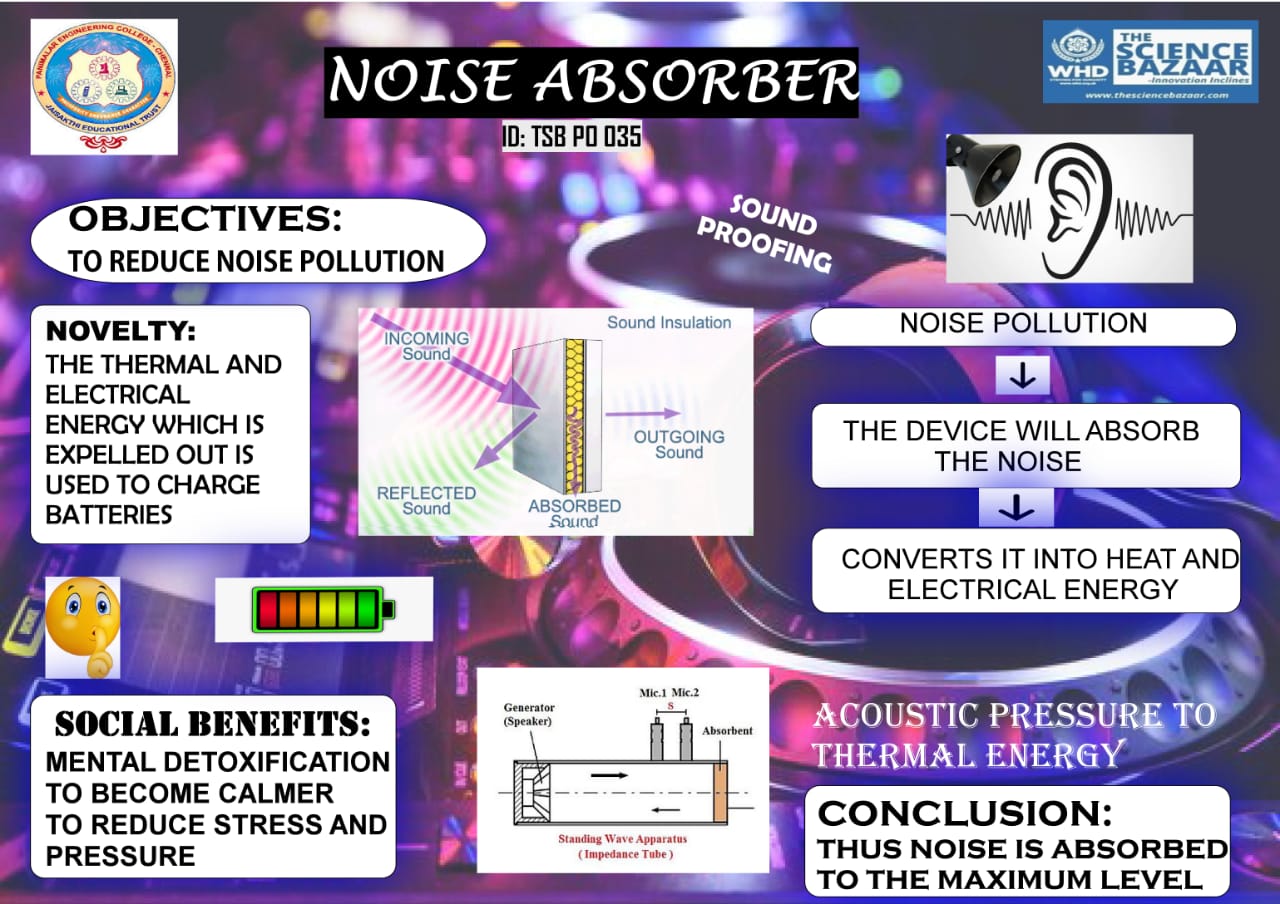 PANIMALAR ENGINEERING COLLEGE - CHENNAI
JAISAKTHI EDUCATIONAL TRUST
NOISE ABSORBER
ID: TSB PO 035
WHD
THE
SCIENCE
BAZAAR
-Innovation Inclines
www.thesciencebazaar.com
OBJECTIVES:
TO REDUCE NOISE POLLUTION
SOUND
PROOFING
NOVELTY:
THE THERMAL AND
ELECTRICAL
ENERGY WHICH IS
EXPELLED OUT IS
USED TO CHARGE
BATTERIES
Sound Insulation
INCOMING
Sound
OUTGOING
Sound
REFLECTED
Sound
ABSORBED
Sound
NOISE POLLUTION
THE DEVICE WILL ABSORB
THE NOISE
CONVERTS IT INTO HEAT AND
ELECTRICAL ENERGY
SOCIAL BENEFITS:
MENTAL DETOXIFICATION
TO BECOME CALMER
TO REDUCE STRESS AND
PRESSURE
Mic.1 Mic.2
S
Generator
(Speaker)
Absorbent
Standing Wave Apparatus
( Impedance Tube )
ACOUSTIC PRESSURE TO
THERMAL ENERGY
CONCLUSION:
THUS NOISE IS ABSORBED
TO THE MAXIMUM LEVEL